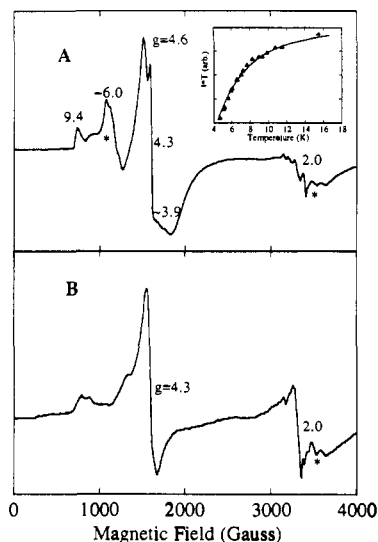 A
g=4.6
~6.0
9.4
*
4.3
~3.9
2.0
*
I*T (arb.)
4 6 8 10 12 14 16 18
Temperature (K)
B
g=4.3
2.0
*
0 1000 2000 3000 4000
Magnetic Field (Gauss)